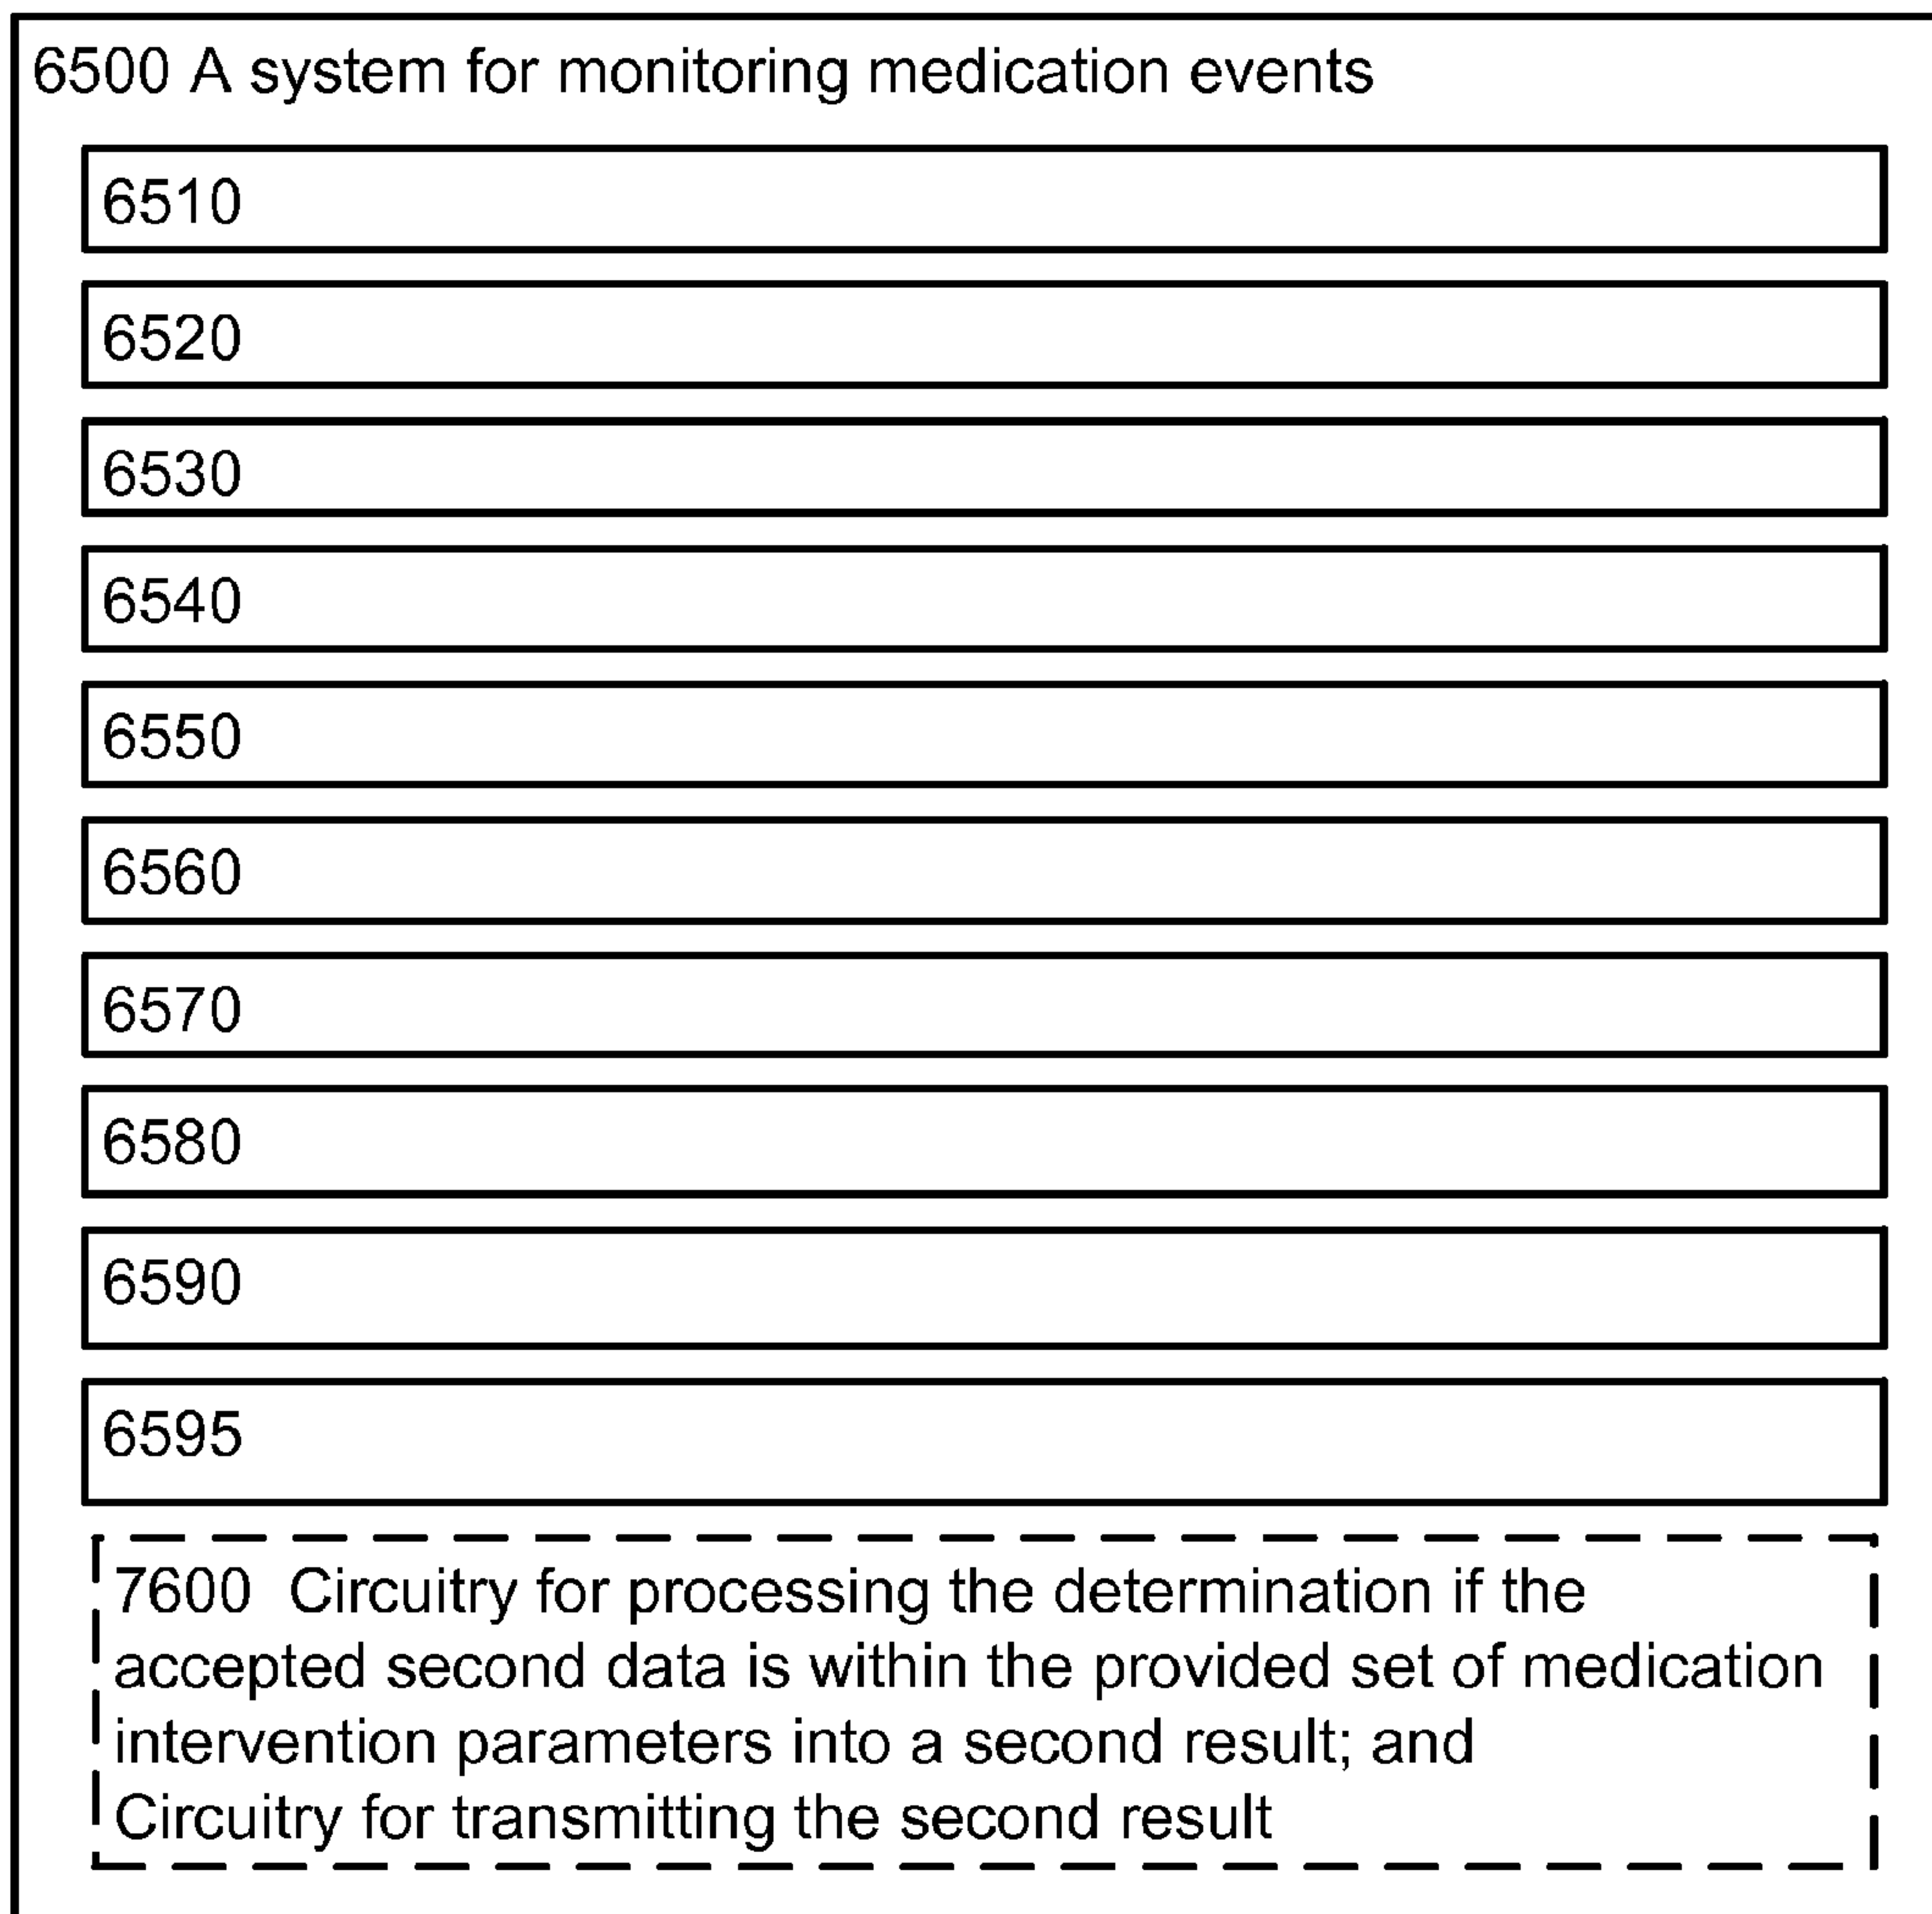 6500 A system for monitoring medication events
6510
6520
6530
6540
6550
6560
6570
6580
6590
6595
7600 Circuitry for processing the determination if the
accepted second data is within the provided set of medication
intervention parameters into a second result; and
Circuitry for transmitting the second result